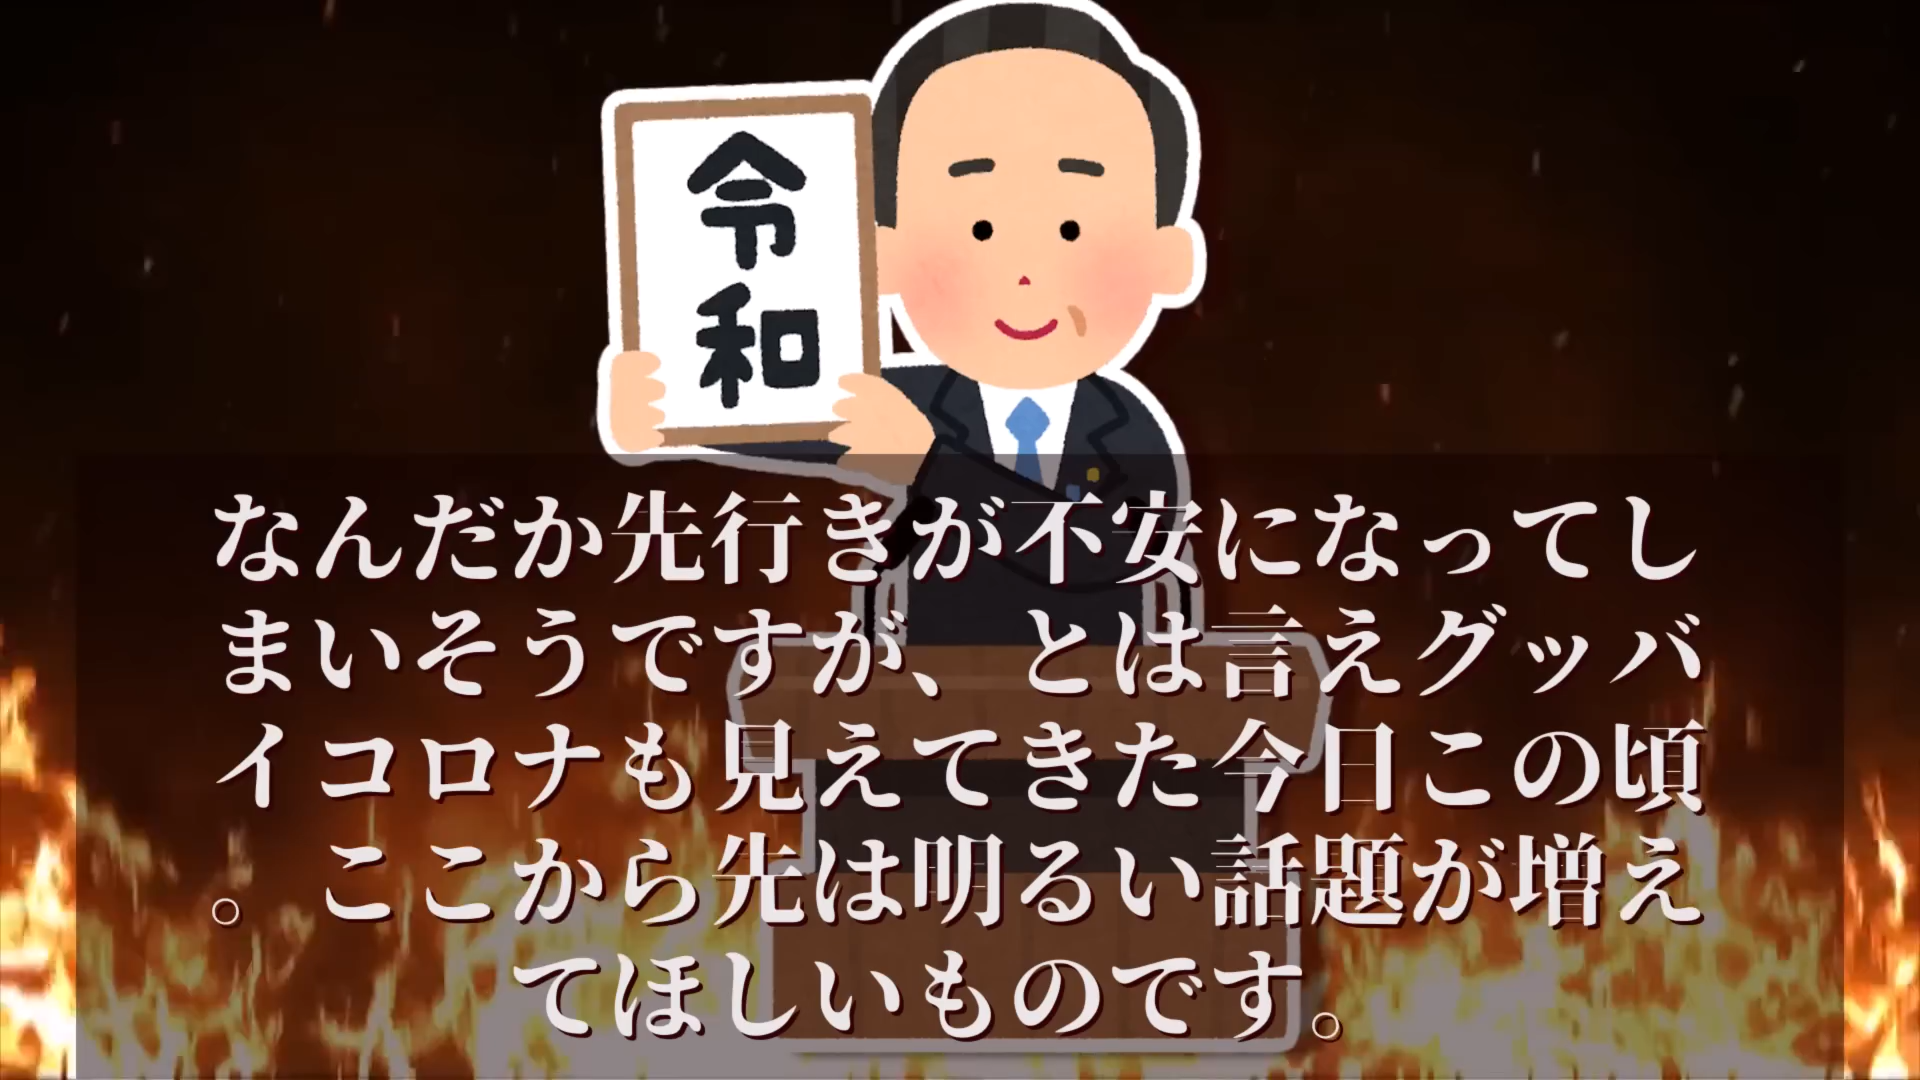 令和
なんだか先行きが不安になってし
まいそうですが、とは言えグッバ
イコロナも見えてきた今日この頃
。ここから先は明るい話題が増え
てほしいものです。